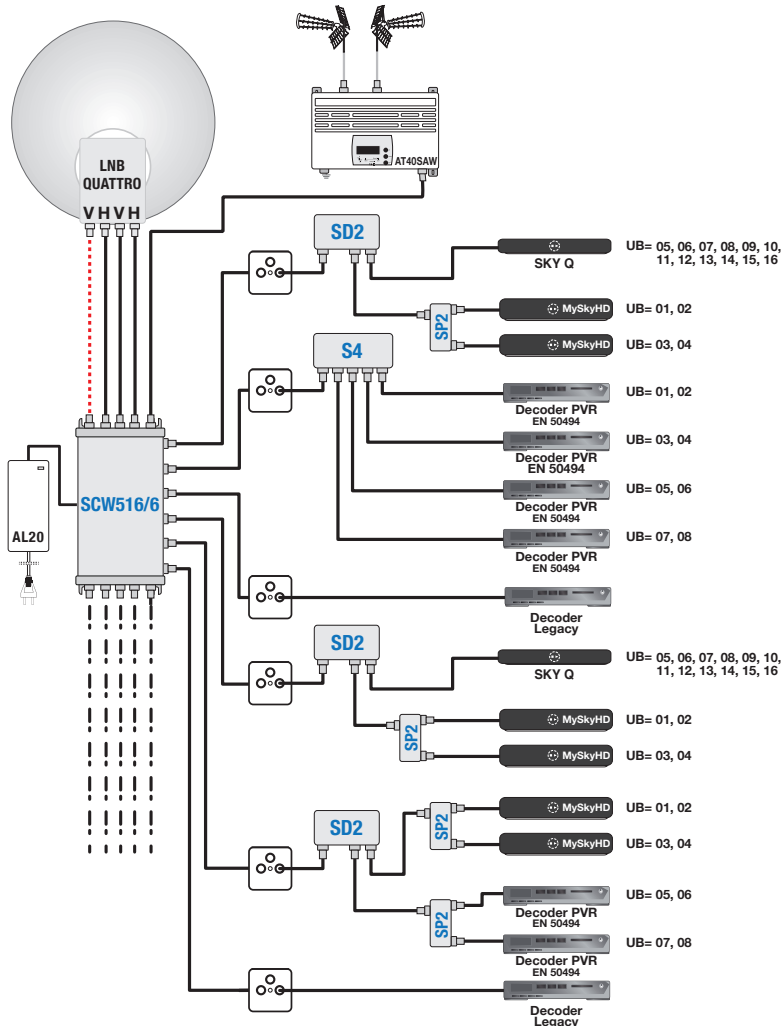 LNB
QUATTRO
V H V H
AT40SAW
SD2
SKY Q
UB= 05, 06, 07, 08, 09, 10,
11, 12, 13, 14, 15, 16
SP2
MySkyHD
UB= 01, 02
MySkyHD
UB= 03, 04
S4
Decoder PVR
EN 50494
UB= 01, 02
Decoder PVR
EN 50494
UB= 03, 04
Decoder PVR
EN 50494
UB= 05, 06
Decoder PVR
EN 50494
UB= 07, 08
SCW516/6
AL20
Decoder
Legacy
SD2
SKY Q
UB= 05, 06, 07, 08, 09, 10,
11, 12, 13, 14, 15, 16
SP2
MySkyHD
UB= 01, 02
MySkyHD
UB= 03, 04
SD2
SP2
MySkyHD
UB= 01, 02
MySkyHD
UB= 03, 04
SP2
Decoder PVR
EN 50494
UB= 05, 06
Decoder PVR
EN 50494
UB= 07, 08
Decoder
Legacy